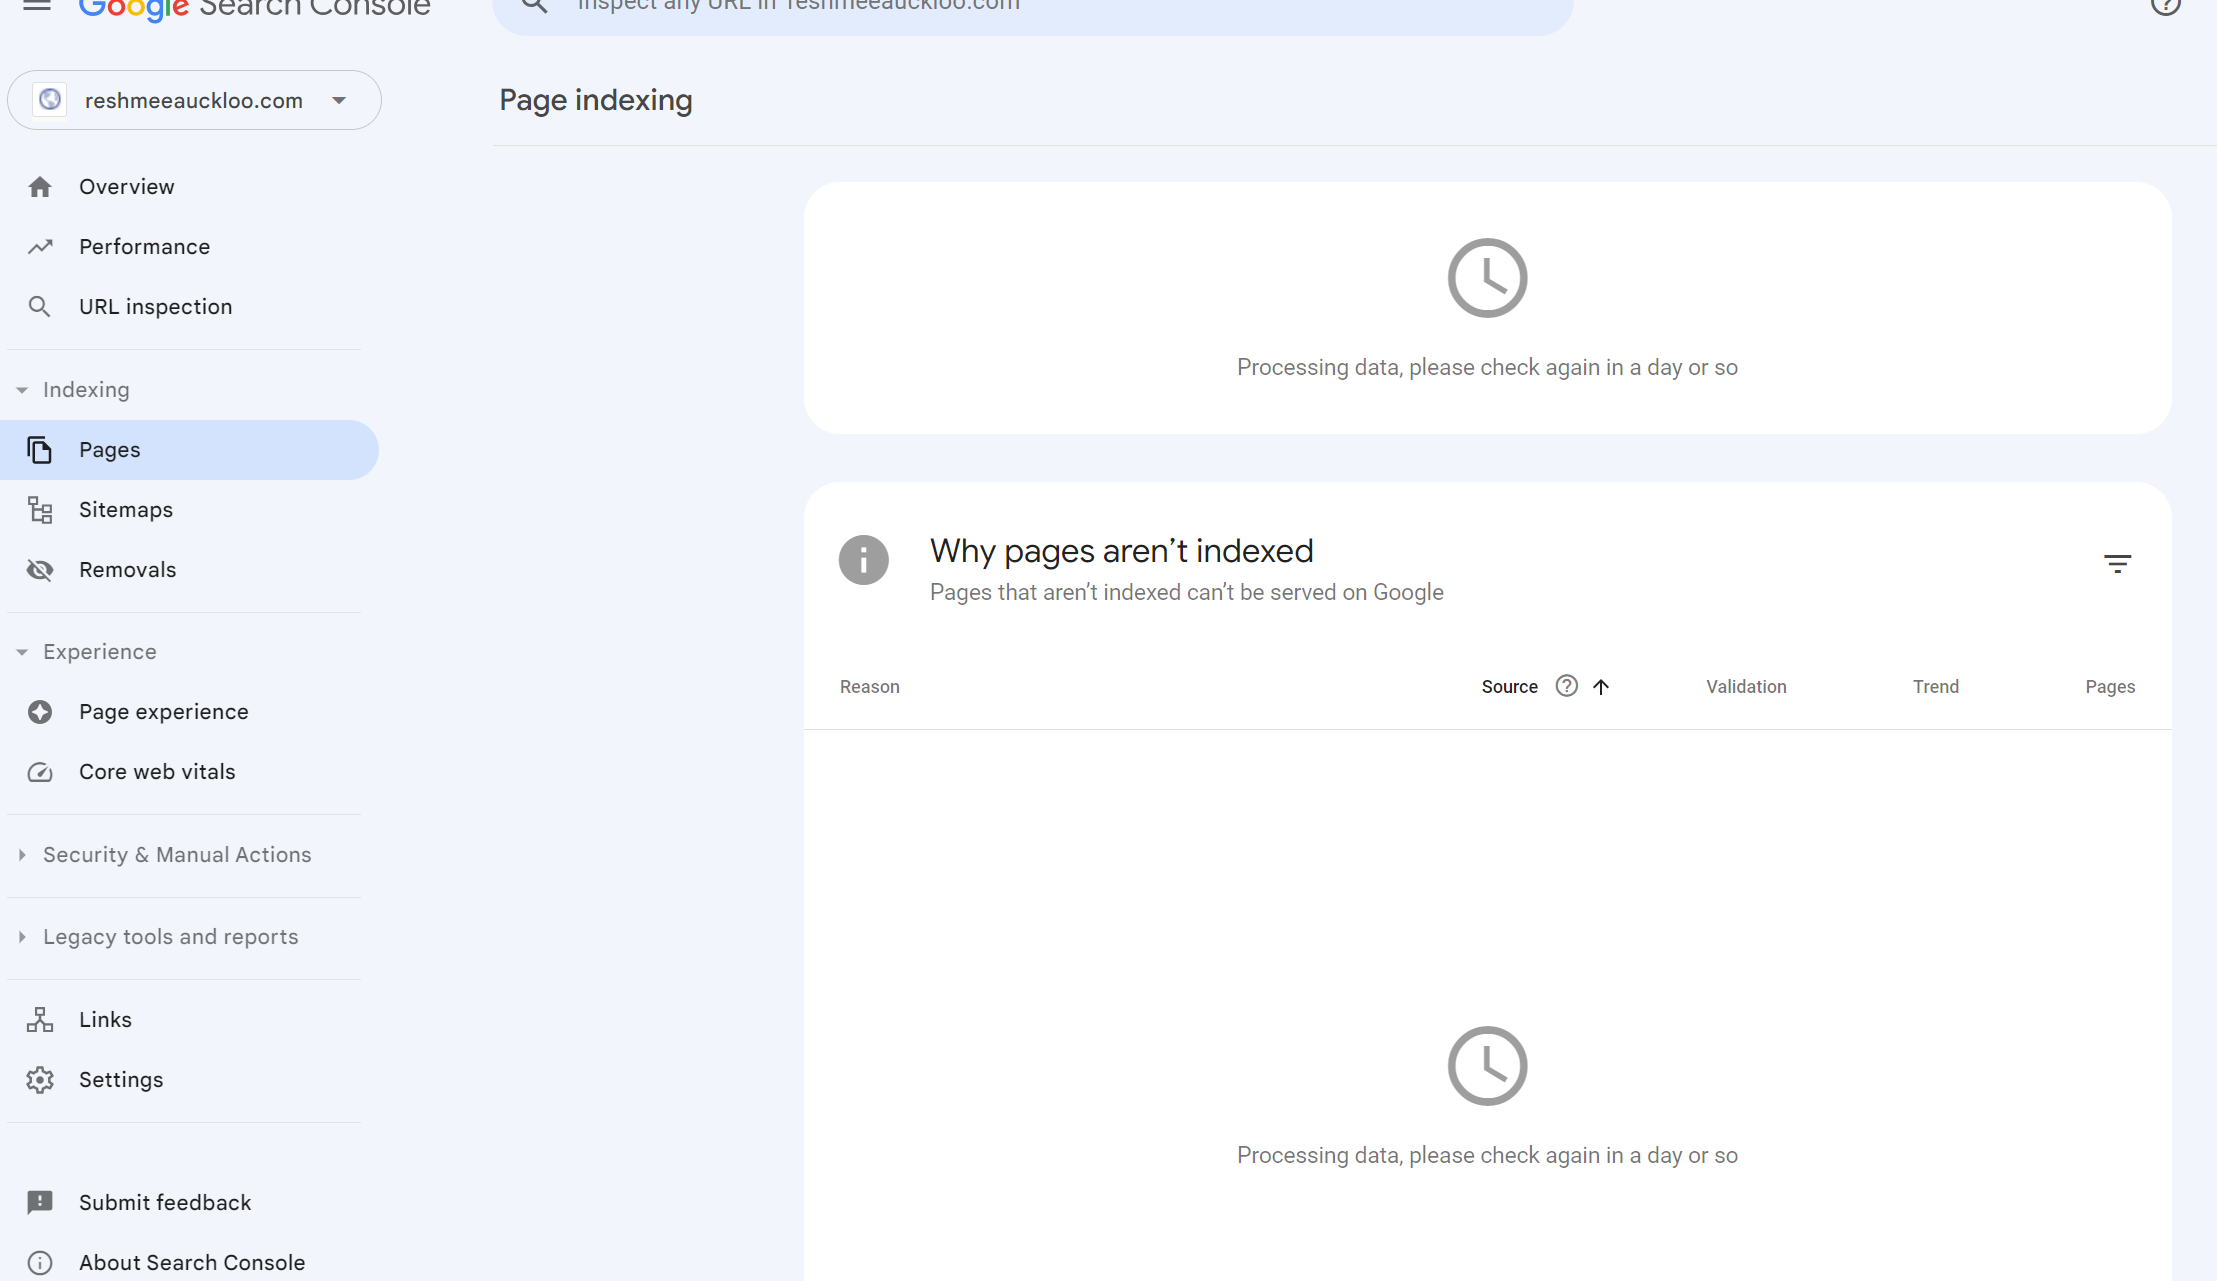 Google Search Console
Inspect any URL in "reshmeeauckloo.com"
reshmeeauckloo.com
Page indexing
Overview
Performance
URL inspection
Indexing
Pages
Sitemaps
Removals
Experience
Page experience
Core web vitals
Security & Manual Actions
Legacy tools and reports
Links
Settings
Submit feedback
About Search Console
Processing data, please check again in a day or so
Why pages aren’t indexed
Pages that aren’t indexed can’t be served on Google
Reason Source Validation Trend Pages
Processing data, please check again in a day or so